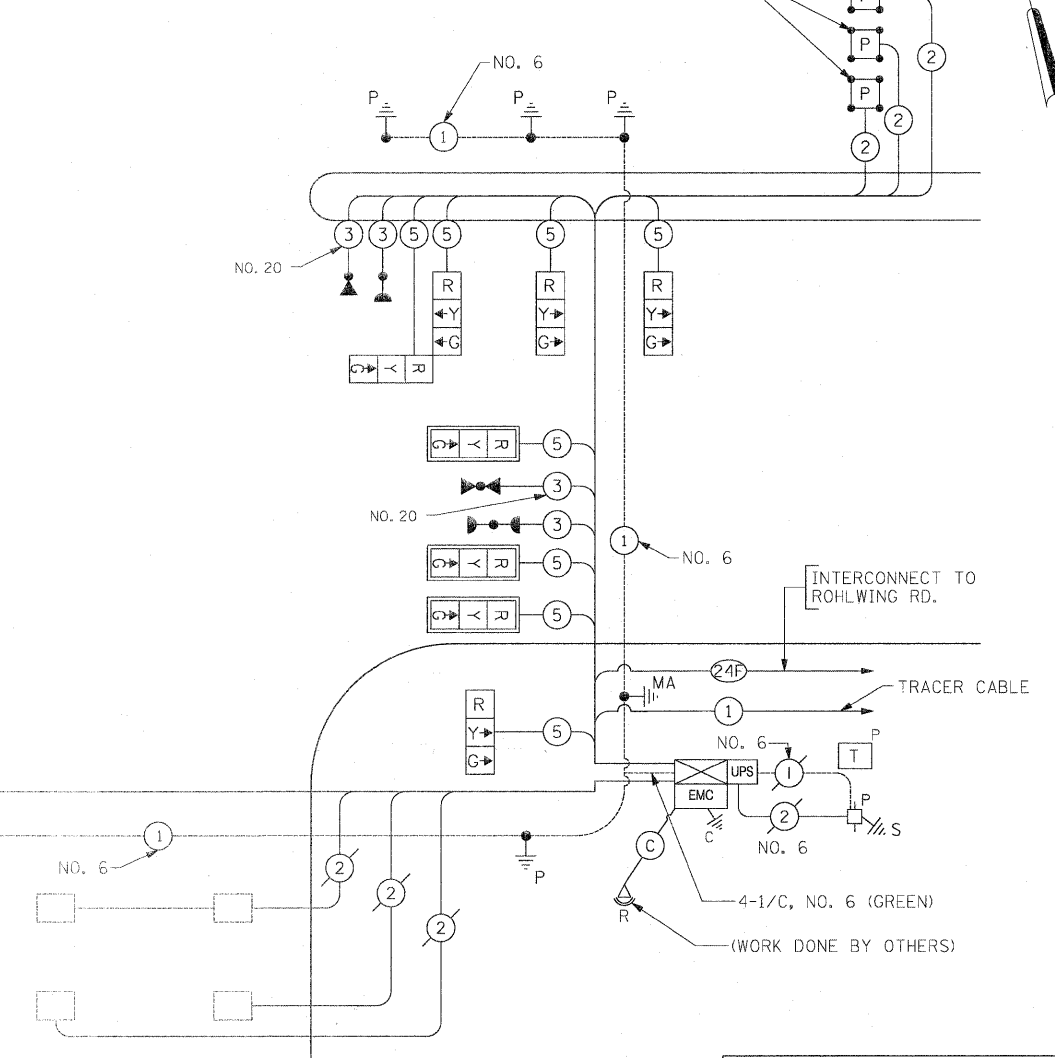 P
P
2
P
2
2
NO. 6
P
P
P
1
3
3
5
5
5
5
NO. 20
R
Y
G
R
Y
G
R
Y
G
G Y R
G Y R
5
3
NO. 20
3
1
NO. 6
G Y R
5
G Y R
5
INTERCONNECT TO
ROHLWING RD.
24F
MA
TRACER CABLE
1
R
Y
G
5
NO. 6
P
T
UPS
1
EMC
P
2
S
C
NO. 6
1
NO. 6
P
C
2
2
2
R
4-1/C, NO. 6 (GREEN)
(WORK DONE BY OTHERS)